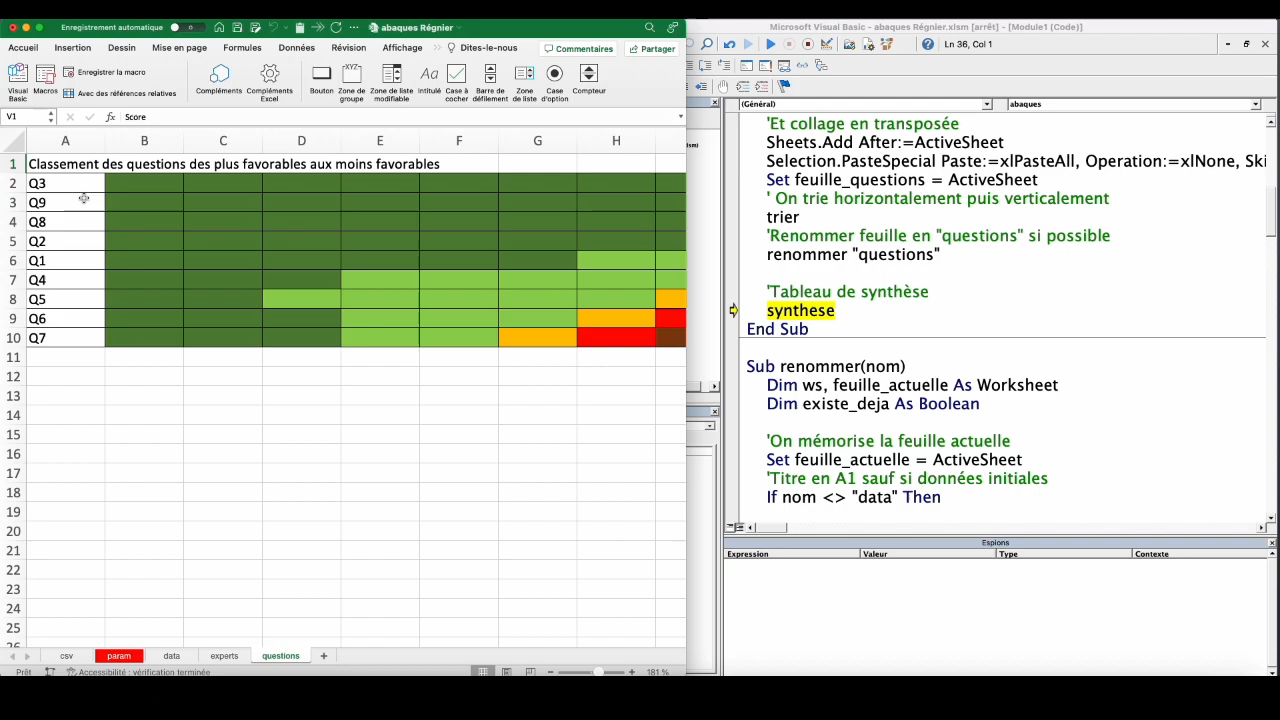 Enregistrement automatique
abaques Régnier
Accueil Insertion Dessin Mise en page Formules Données Révision Affichage Dites-le-nous Commentaires Partager
Visual Basic
Macros
Enregistrer la macro
Avec des références relatives
Compléments
Compléments Excel
Bouton
Zone de groupe
Zone de liste modifiable
Intitulé
Case à cocher
Barre de défilement
Zone de liste
Case d'option
Compteur
V1 fx Score
A B C D E F G H
1 Classement des questions des plus favorables aux moins favorables
2 Q3
3 Q9
4 Q8
5 Q2
6 Q1
7 Q4
8 Q5
9 Q6
10 Q7
11
12
13
14
15
16
17
18
19
20
21
22
23
24
25
26
csv param data experts questions +
Prêt Accessibilité : vérification terminée 181 %
Microsoft Visual Basic - abaques Régnier.xlsm [arrêt] - [Module1 (Code)]
Ln 36, Col 1
(Général) abaques
'Et collage en transposée
Sheets.Add After:=ActiveSheet
Selection.PasteSpecial Paste:=xlPasteAll, Operation:=xlNone, Ski
Set feuille_questions = ActiveSheet
' On trie horizontalement puis verticalement
trier
'Renommer feuille en "questions" si possible
renommer "questions"
'Tableau de synthèse
synthese
End Sub
Sub renommer(nom)
Dim ws, feuille_actuelle As Worksheet
Dim existe_deja As Boolean
'On mémorise la feuille actuelle
Set feuille_actuelle = ActiveSheet
'Titre en A1 sauf si données initiales
If nom <> "data" Then
Espions
Expression Valeur Type Contexte